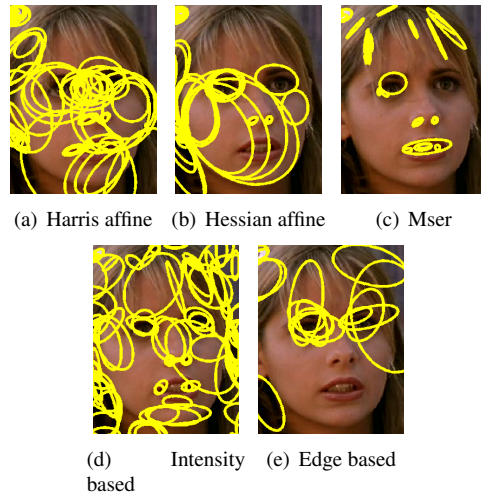 (a) Harris affine
(b) Hessian affine
(c) Mser
(d) Intensity
based
(e) Edge based